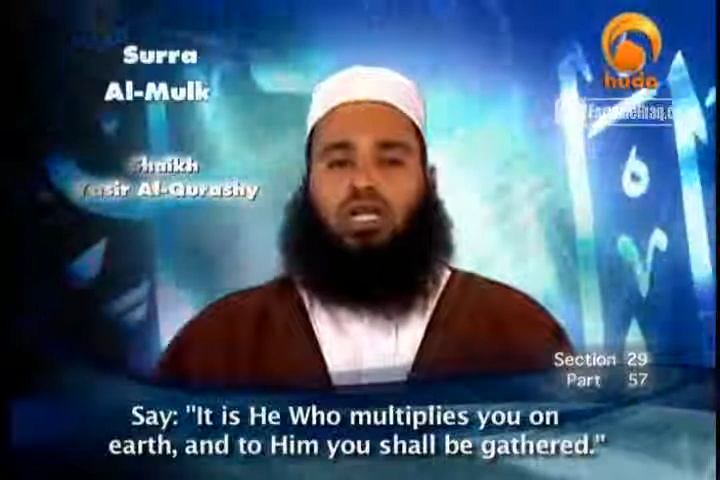 Surra
Al-Mulk
Shaikh
Yasir Al-Qurashy
huda
Section 29
Part 57
Say: "It is He Who multiplies you on
earth, and to Him you shall be gathered."